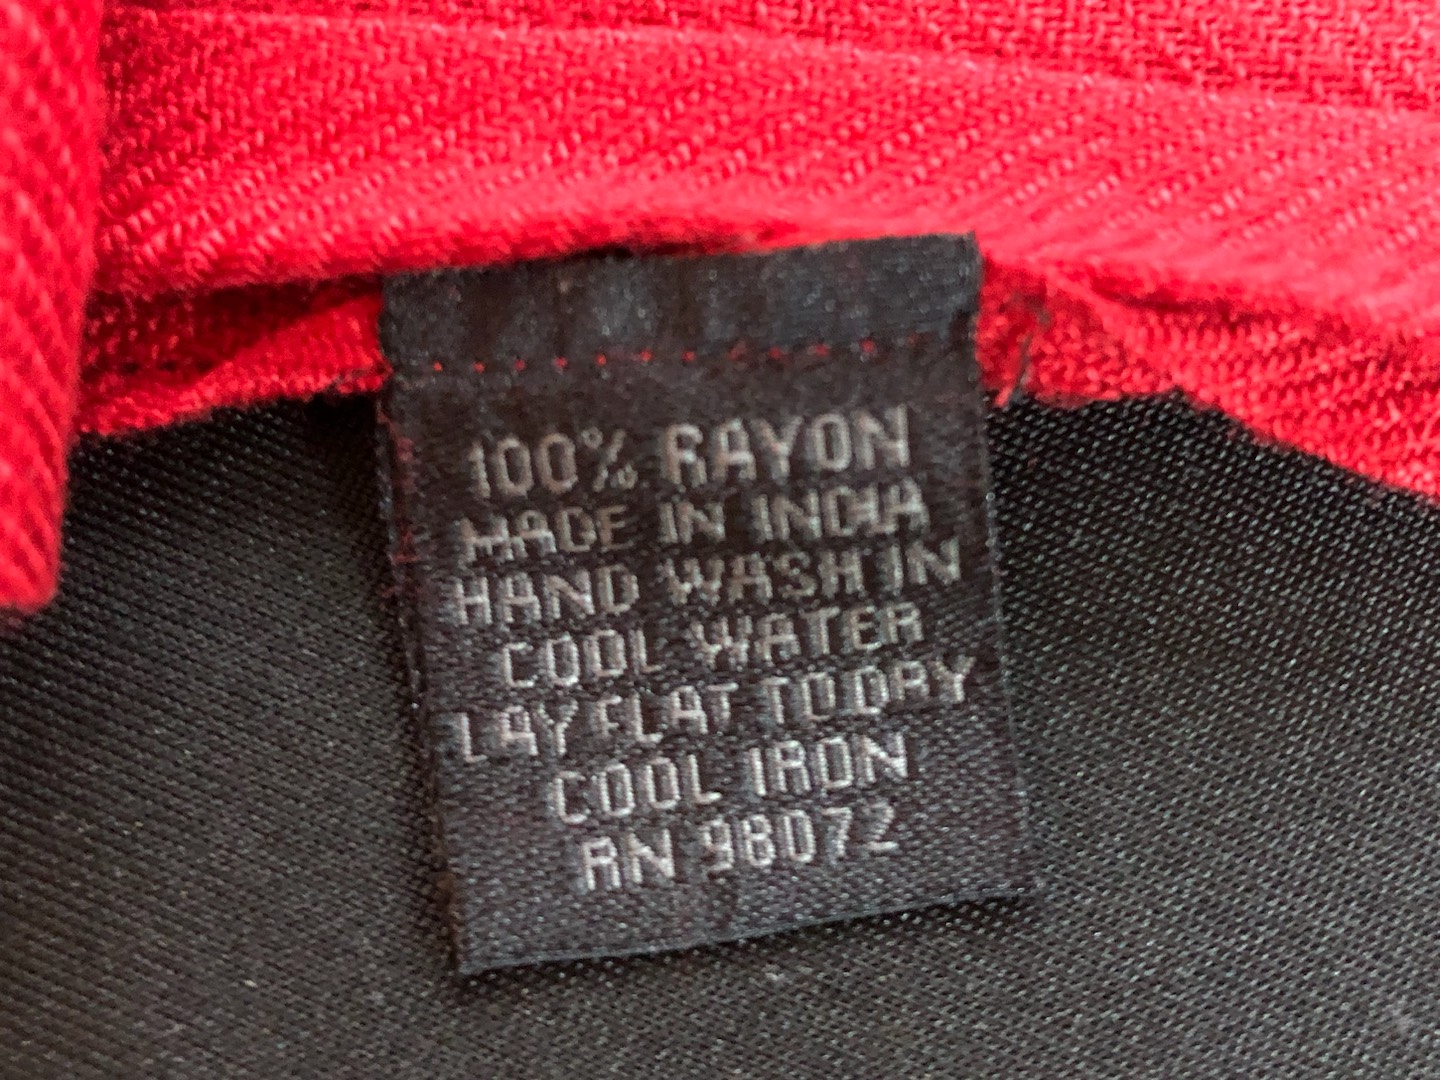 100% RAYON
MADE IN INDIA
HAND WASH IN
COOL WATER
LAY FLAT TO DRY
COOL IRON
RN 98072